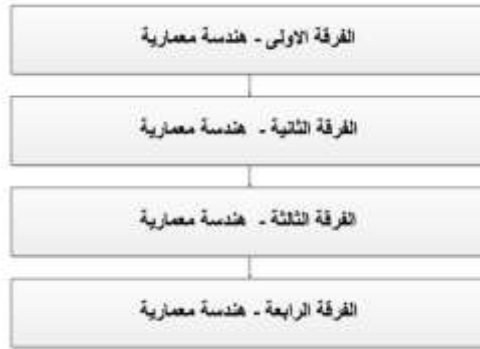 الفرقة الاولى - هندسة معمارية
الفرقة الثانية - هندسة معمارية
الفرقة الثالثة - هندسة معمارية
الفرقة الرابعة - هندسة معمارية